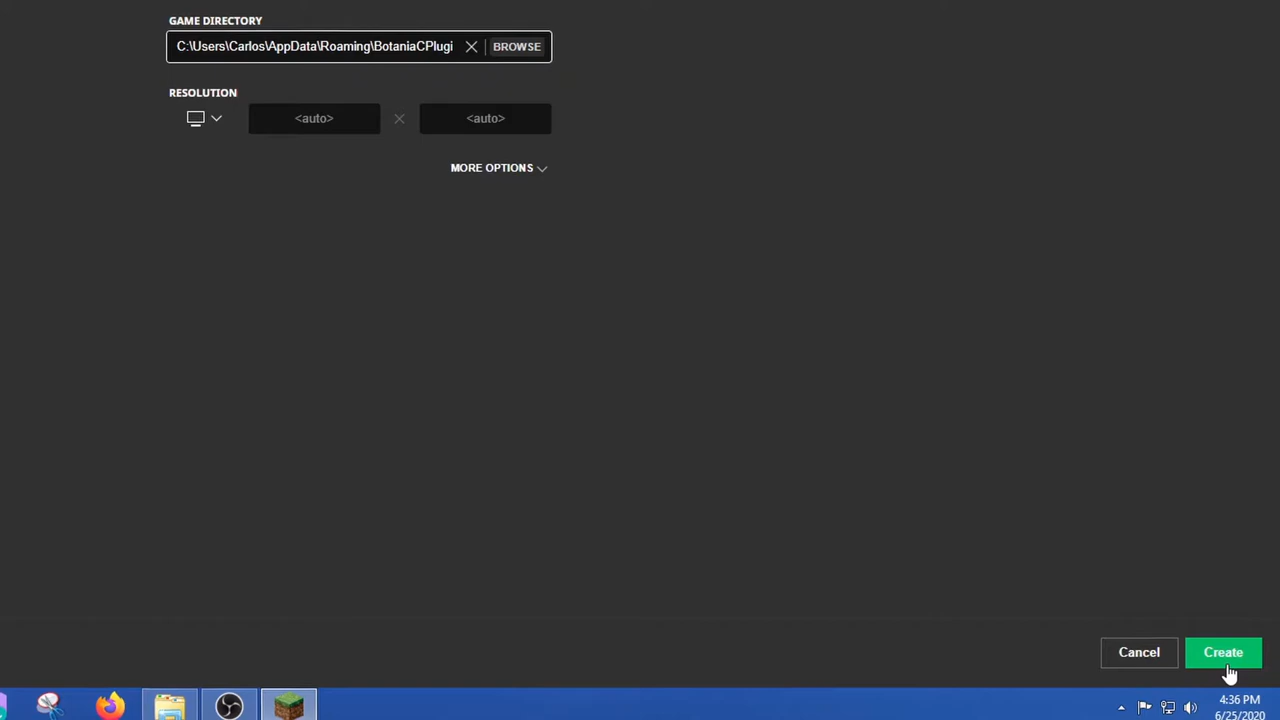 GAME DIRECTORY
C:\Users\Carlos\AppData\Roaming\BotaniaCPlugi
BROWSE
RESOLUTION
<auto>
<auto>
MORE OPTIONS
Cancel
Create
4:36 PM
6/25/2020